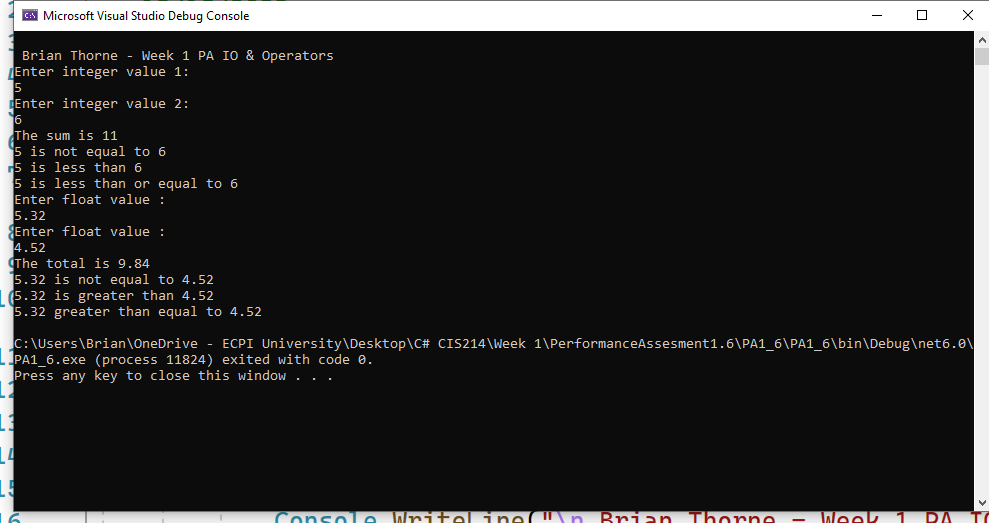 Microsoft Visual Studio Debug Console
Brian Thorne - Week 1 PA IO & Operators
Enter integer value 1:
5
Enter integer value 2:
6
The sum is 11
5 is not equal to 6
5 is less than 6
5 is less than or equal to 6
Enter float value :
5.32
Enter float value :
4.52
The total is 9.84
5.32 is not equal to 4.52
5.32 is greater than 4.52
5.32 greater than equal to 4.52
C:\Users\Brian\OneDrive - ECPI University\Desktop\C# CIS214\Week 1\PerformanceAssesment1.6\PA1_6\PA1_6\bin\Debug\net6.0\
PA1_6.exe (process 11824) exited with code 0.
Press any key to close this window . . .
Console.WriteLine("\n Brian Thorne - Week 1 PA IO